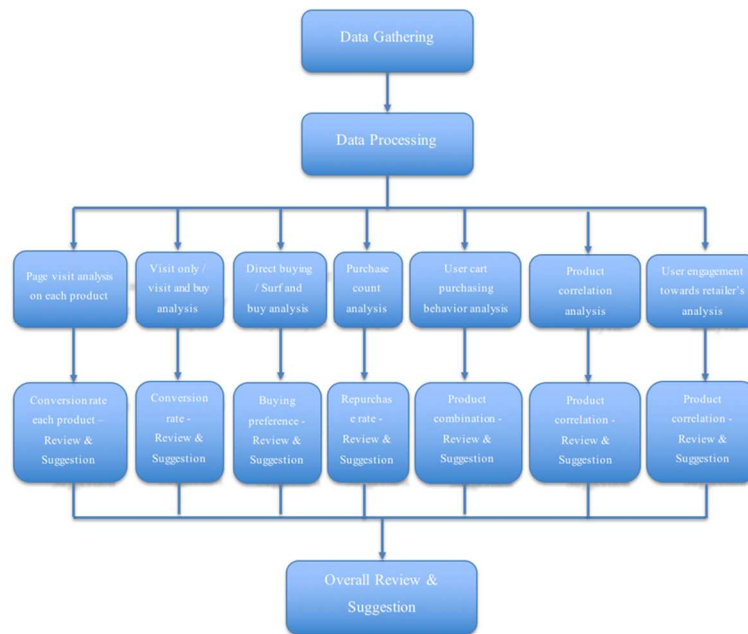 Data Gathering
Data Processing
Page visit analysis
on each product
Visit only /
visit and buy
analysis
Direct buying
/ Surf and
buy analysis
Purchase
count
analysis
User cart
purchasing
behavior analysis
Product
correlation
analysis
User engagement
towards retailer's
analysis
Conversion rate
each product –
Review &
Suggestion
Conversion
rate -
Review &
Suggestion
Buying
preference -
Review &
Suggestion
Repurchas
e rate -
Review &
Suggestion
Product
combination -
Review &
Suggestion
Product
correlation -
Review &
Suggestion
Product
correlation -
Review &
Suggestion
Overall Review &
Suggestion